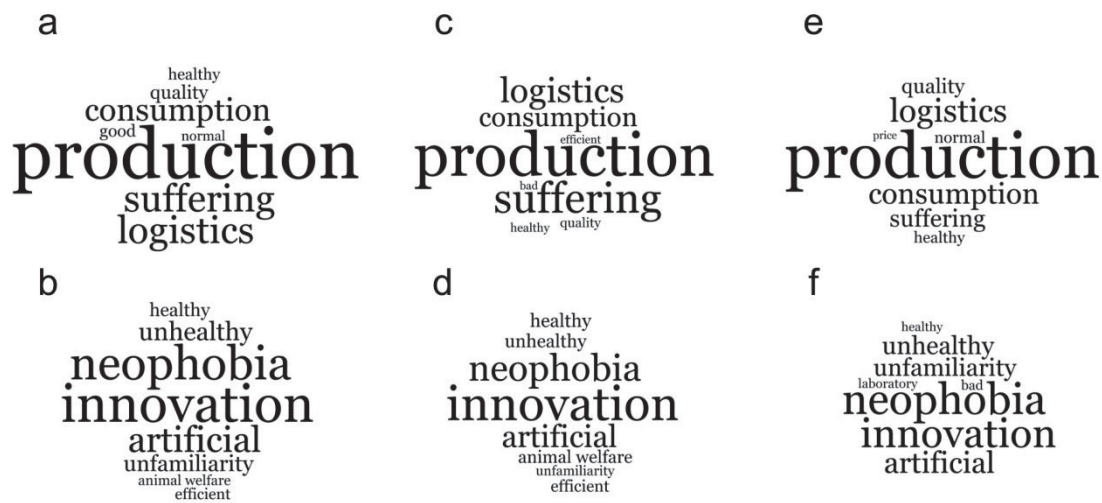 a
healthy
quality
consumption
good normal
production
suffering
logistics
c
logistics
consumption
efficient
production
bad
suffering
healthy quality
e
quality
logistics
price normal
production
consumption
suffering
healthy
b
healthy
unhealthy
neophobia
innovation
artificial
unfamiliarity
animal welfare
efficient
d
healthy
unhealthy
neophobia
innovation
artificial
animal welfare
unfamiliarity
efficient
f
healthy
unhealthy
unfamiliarity
laboratory bad
neophobia
innovation
artificial